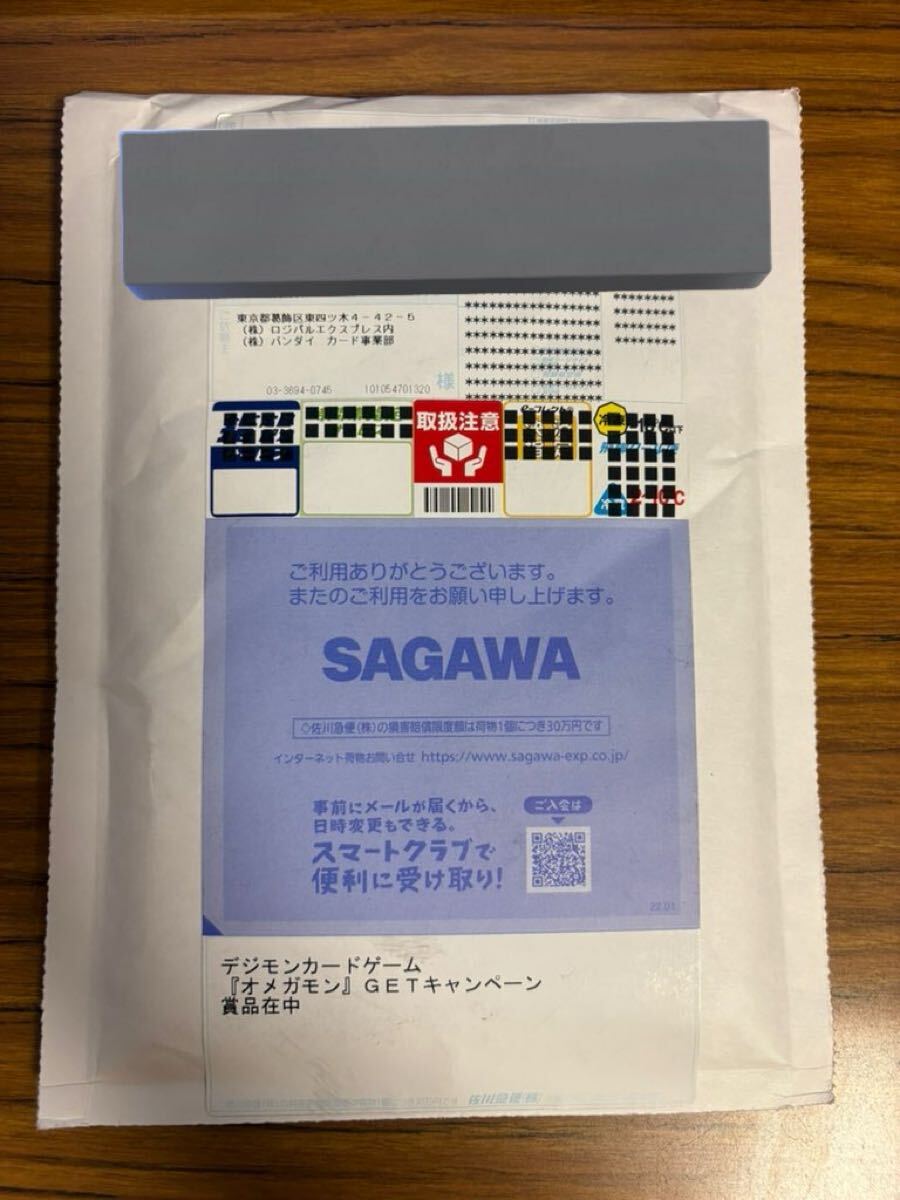 東京都葛飾区東四ツ木４－４２－５
（株）ロジパルエクスプレス内
（株）バンダイ　カード事業部
様
03-3694-0745 101054701320
取扱注意
ご利用ありがとうございます。
またのご利用をお願い申し上げます。
SAGAWA
◇佐川急便(株)の損害賠償限度額は荷物1個につき30万円です
インターネット荷物お問い合せ https://www.sagawa-exp.co.jp/
事前にメールが届くから、
日時変更もできる。
スマートクラブで
便利に受け取り!
ご入会は
22.01
デジモンカードゲーム
『オメガモン』ＧＥＴキャンペーン
賞品在中
佐川急便(株)